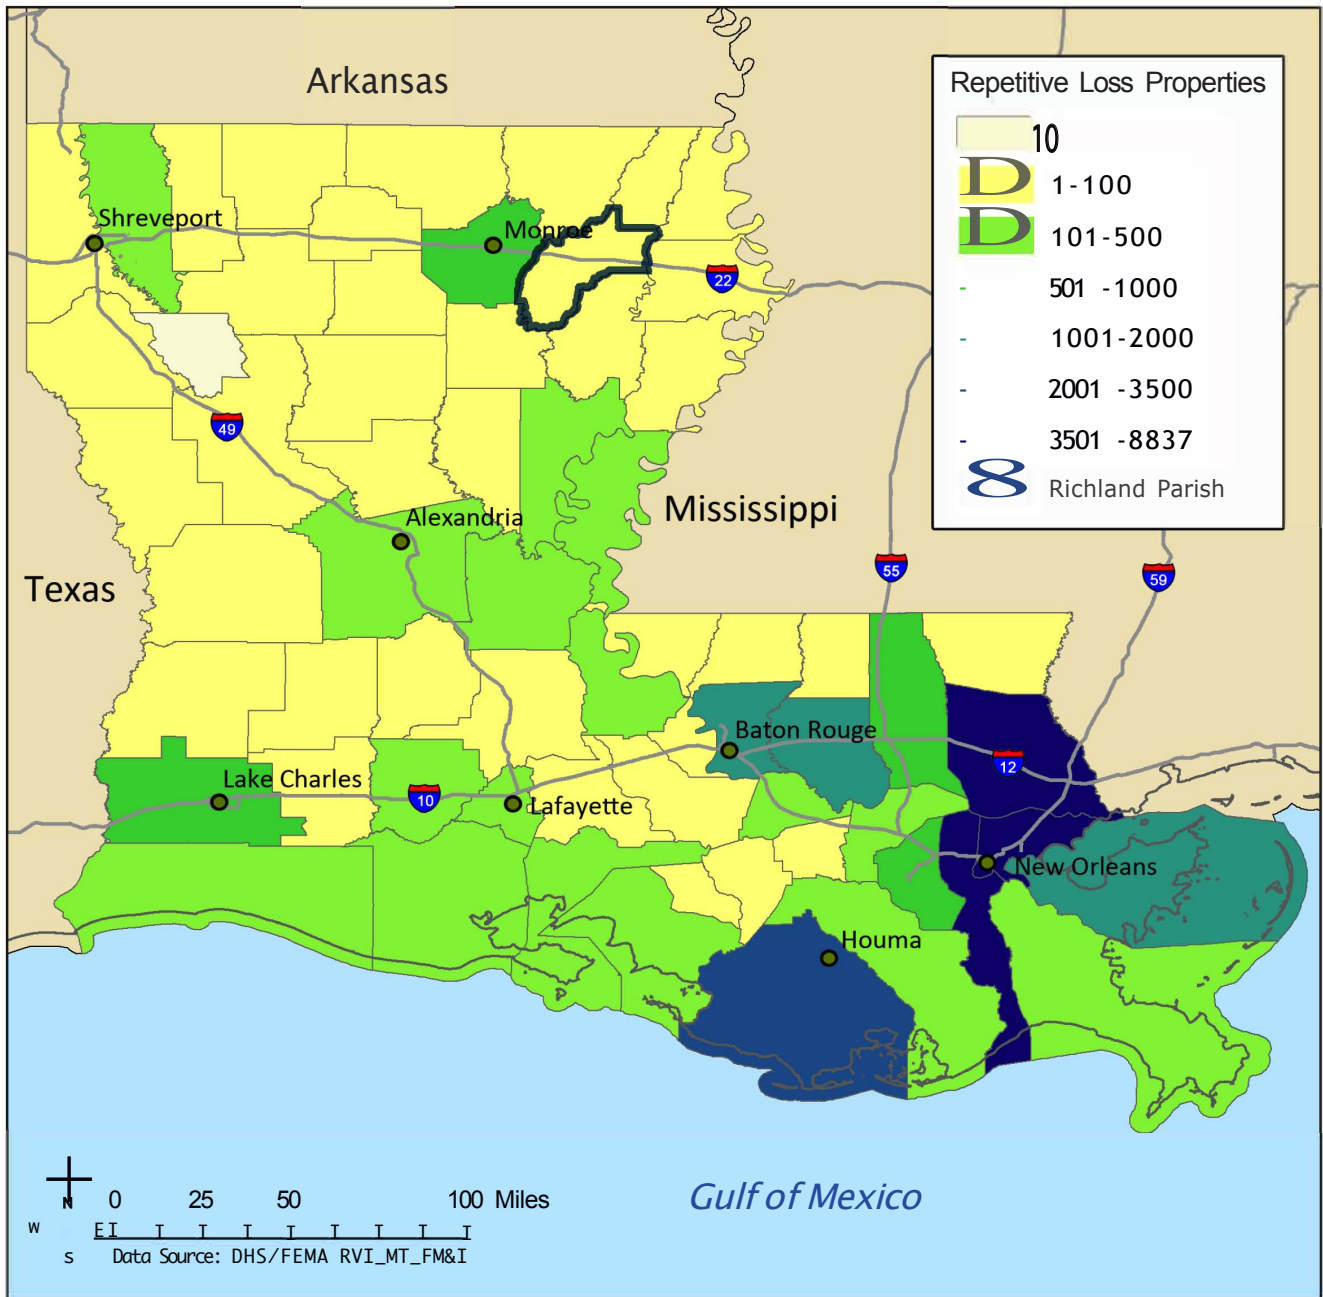 Arkansas
Repetitive Loss Properties
10
D 1-100
D 101-500
- 501 -1000
- 1001-2000
- 2001 -3500
- 3501 -8837
8 Richland Parish
Shreveport
Monroe
22
49
Mississippi
Alexandria
55
59
Texas
Baton Rouge
12
Lake Charles
10
Lafayette
New Orleans
Houma
Gulf of Mexico
N 0 25 50 100 Miles
W EI I I I I I I I I
S Data Source: DHS/FEMA RVI_MT_FM&I